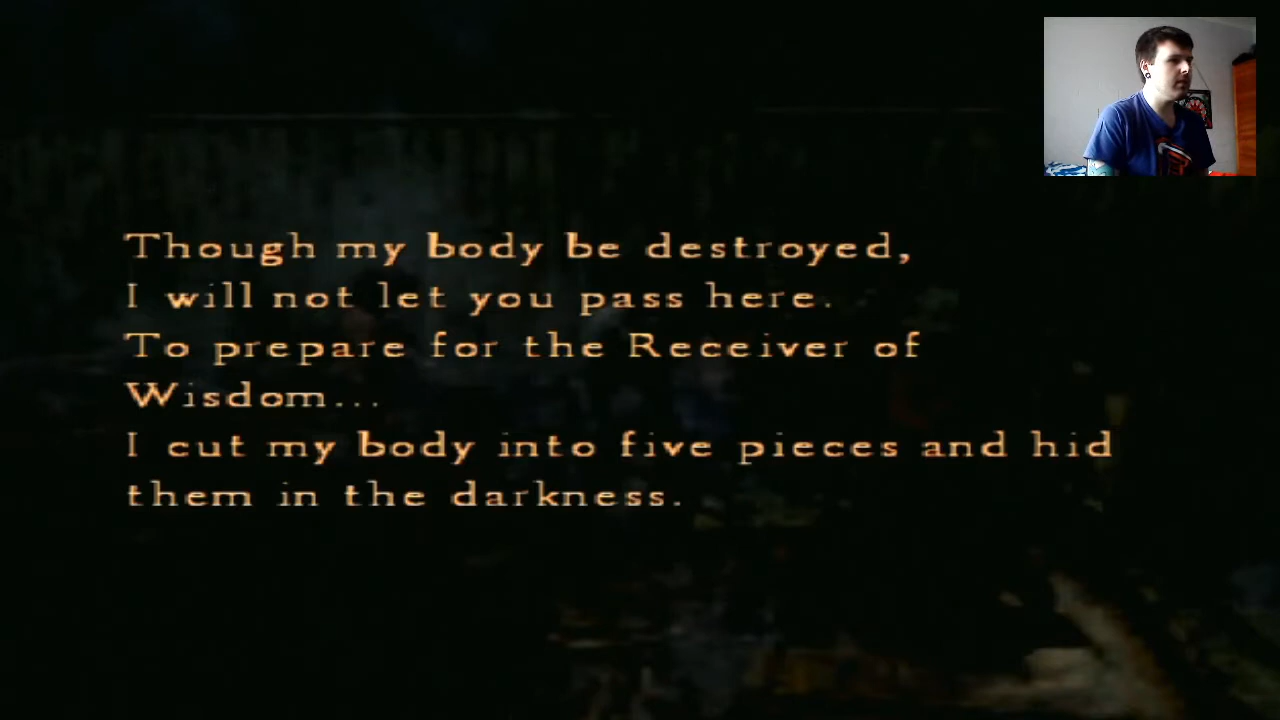 Though my body be destroyed,
I will not let you pass here.
To prepare for the Receiver of
Wisdom...
I cut my body into five pieces and hid
them in the darkness.